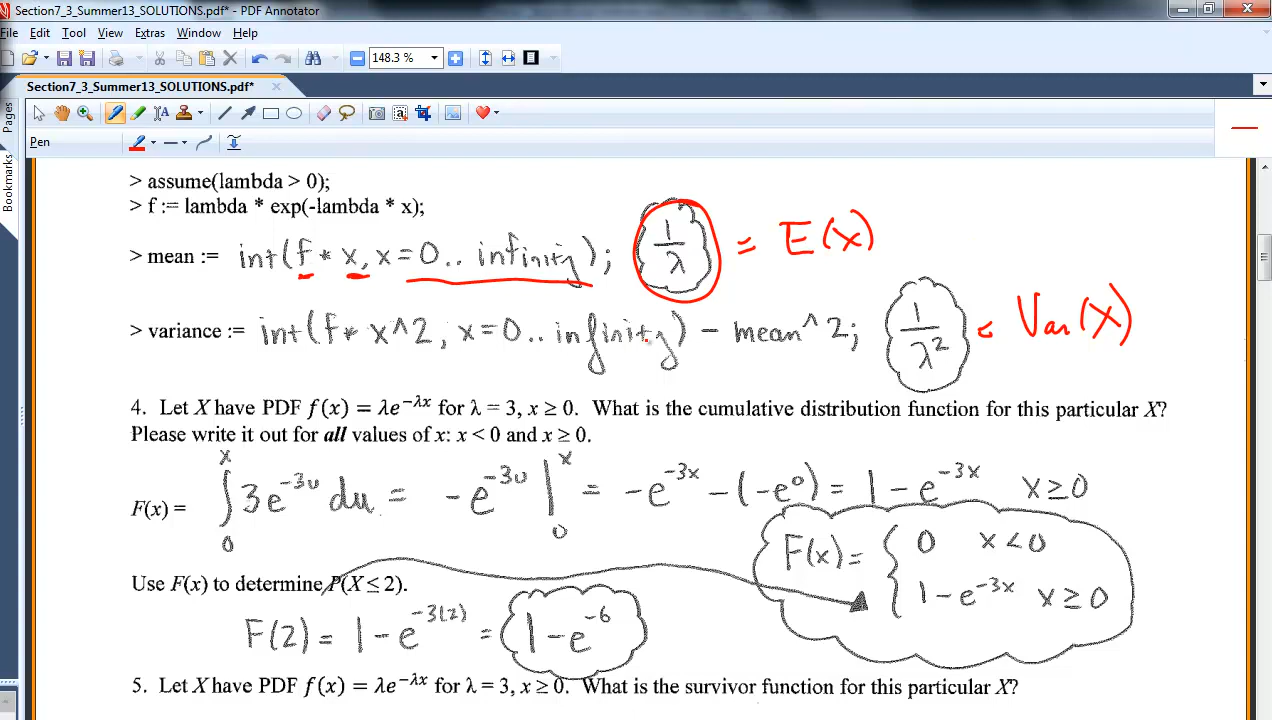 Section7_3_Summer13_SOLUTIONS.pdf* - PDF Annotator
File Edit Tool View Extras Window Help
148.3 %
Section7_3_Summer13_SOLUTIONS.pdf*
Pages
Bookmarks
Pen
> assume(lambda > 0);
> f := lambda * exp(-lambda * x);
> mean := int(f * x, x=0.. infinity); 1/λ = E(X)
> variance := int(f * x^2, x=0.. infinity) - mean^2; 1/λ² = Var(X)
4. Let X have PDF f(x) = λe^(-λx) for λ = 3, x ≥ 0. What is the cumulative distribution function for this particular X?
Please write it out for all values of x: x < 0 and x ≥ 0.
F(x) = ∫₀ˣ 3e^(-3u) du = -e^(-3u) |₀ˣ = -e^(-3x) - (-e⁰) = 1 - e^(-3x) x ≥ 0
F(x) = { 0 x < 0
1 - e^(-3x) x ≥ 0
Use F(x) to determine P(X ≤ 2).
F(2) = 1 - e^(-3(2)) = 1 - e^(-6)
5. Let X have PDF f(x) = λe^(-λx) for λ = 3, x ≥ 0. What is the survivor function for this particular X?